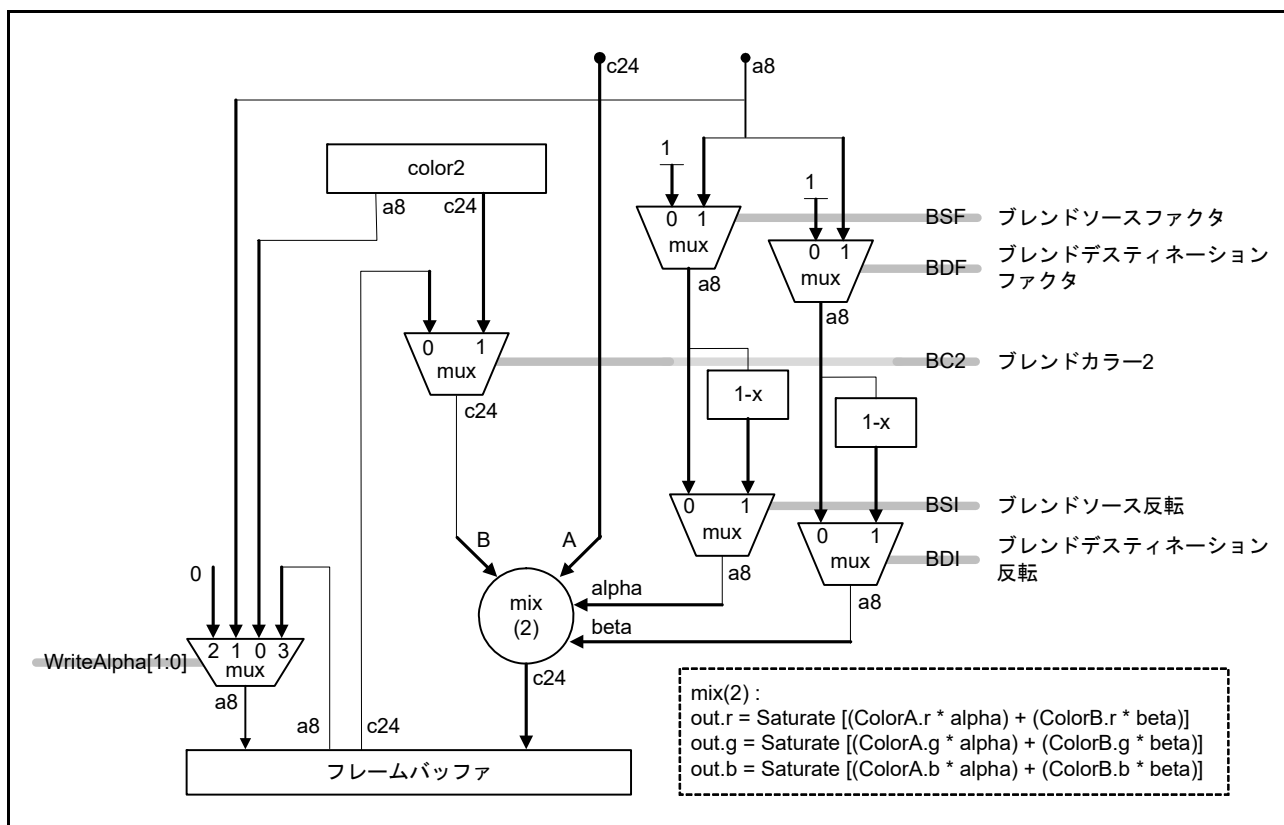 c24
a8
1
color2
a8
c24
1
0 1
mux
BSF
ブレンドソースファクタ
0 1
mux
BDF
ブレンドデスティネーション
ファクタ
a8
a8
0 1
mux
BC2
ブレンドカラー2
1-x
c24
1-x
0 1
mux
BSI
ブレンドソース反転
0 1
mux
BDI
ブレンドデスティネーション
反転
B
A
a8
a8
0
alpha
mix
(2)
beta
2 1 0 3
mux
WriteAlpha[1:0]
c24
a8
a8
c24
フレームバッファ
mix(2) :
out.r = Saturate [(ColorA.r * alpha) + (ColorB.r * beta)]
out.g = Saturate [(ColorA.g * alpha) + (ColorB.g * beta)]
out.b = Saturate [(ColorA.b * alpha) + (ColorB.b * beta)]